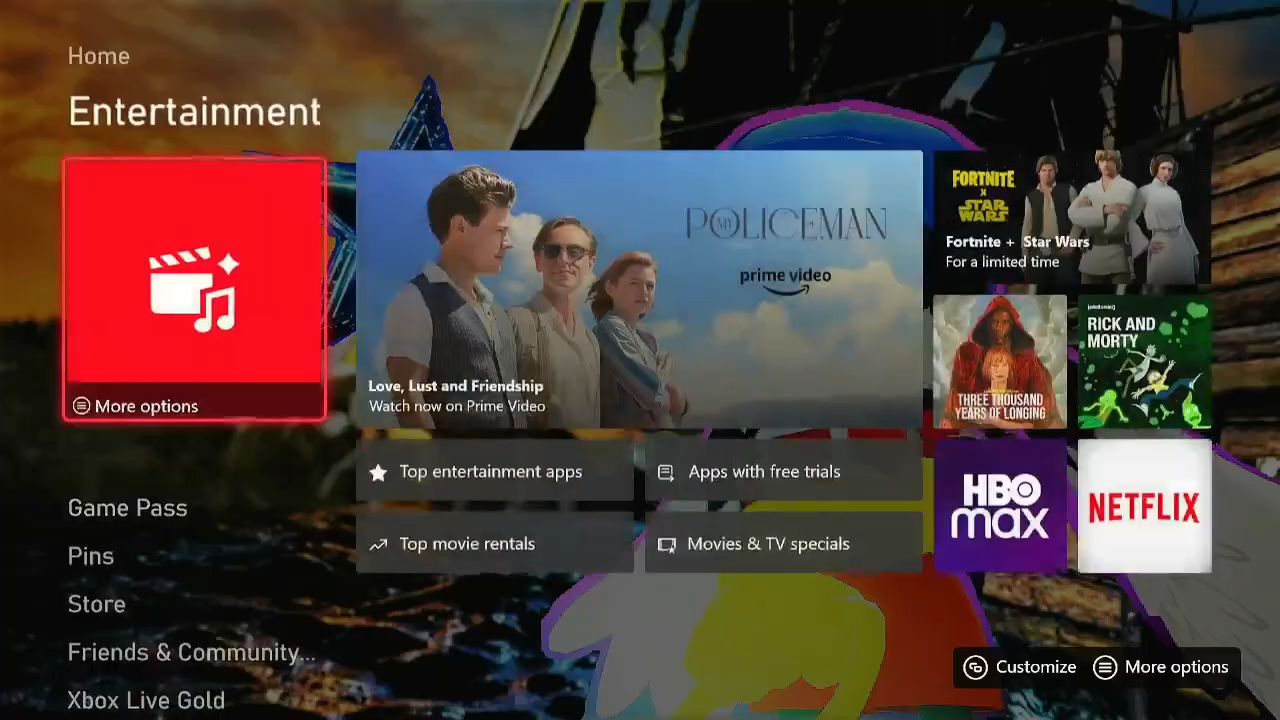 Home
Entertainment
More options
MY POLICEMAN
prime video
Love, Lust and Friendship
Watch now on Prime Video
FORTNITE
x
STAR
WARS
Fortnite + Star Wars
For a limited time
THREE THOUSAND
YEARS OF LONGING
[adult swim]
RICK AND
MORTY
Top entertainment apps
Apps with free trials
Top movie rentals
Movies & TV specials
HBO
max
NETFLIX
Game Pass
Pins
Store
Friends & Community...
Xbox Live Gold
Customize
More options